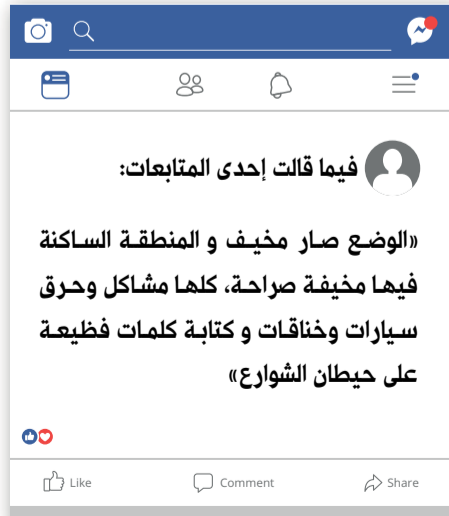 فيما قالت إحدى المتابعات:
«الوضع صار مخيف و المنطقة الساكنة
فيها مخيفة صراحة، كلها مشاكل وحرق
سيارات وخناقات و كتابة كلمات فظيعة
على حيطان الشوارع»
Like Comment Share